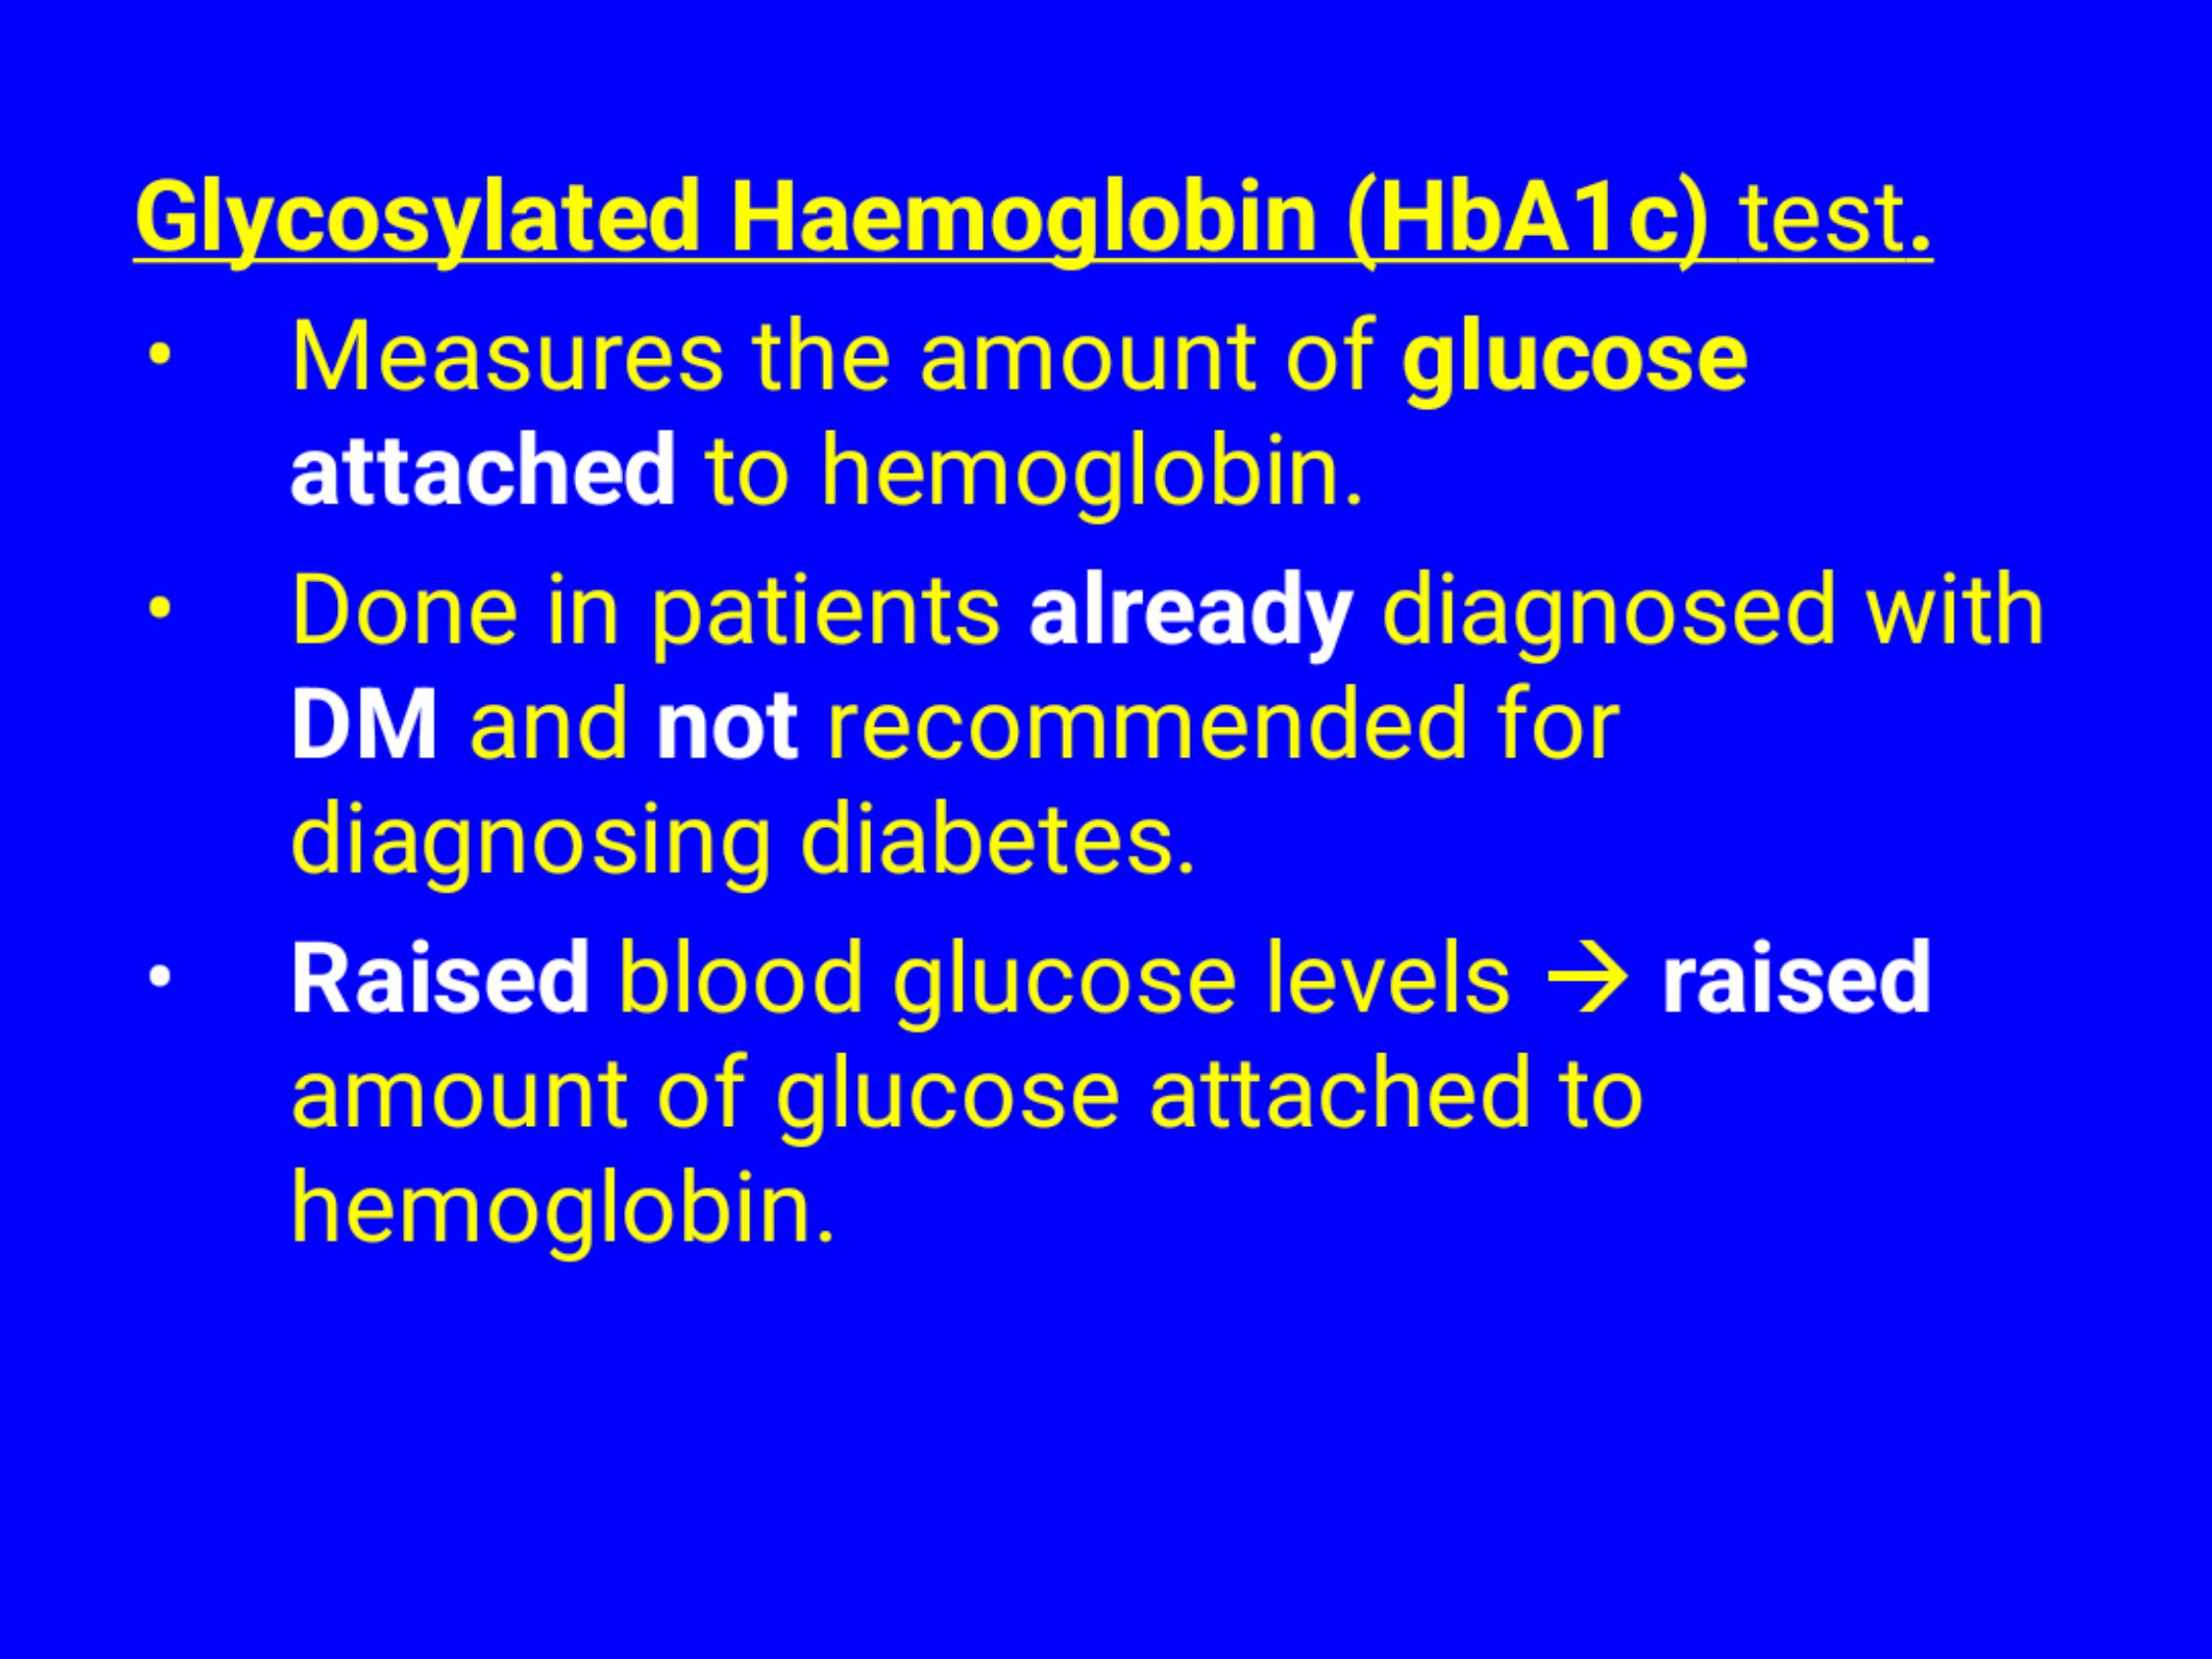 Glycosylated Haemoglobin (HbA1c) test.
• Measures the amount of glucose
attached to hemoglobin.
• Done in patients already diagnosed with
DM and not recommended for
diagnosing diabetes.
• Raised blood glucose levels → raised
amount of glucose attached to
hemoglobin.